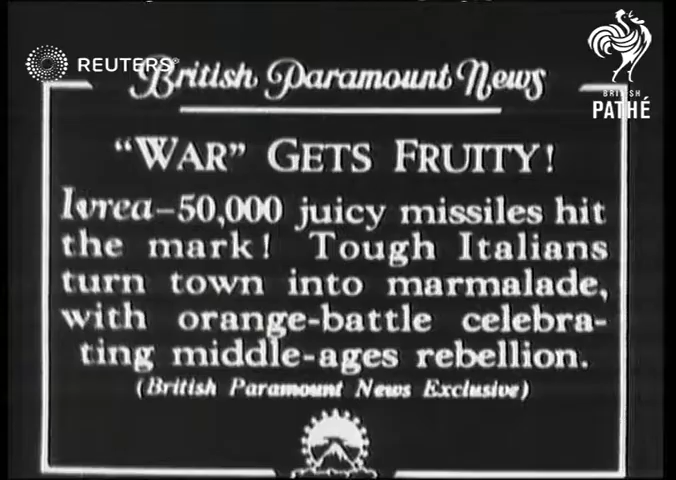 REUTERS®
British Paramount News
BRITISH
PATHÉ
"WAR" GETS FRUITY!
Ivrea—50,000 juicy missiles hit
the mark! Tough Italians
turn town into marmalade,
with orange-battle celebra-
ting middle-ages rebellion.
(British Paramount News Exclusive)